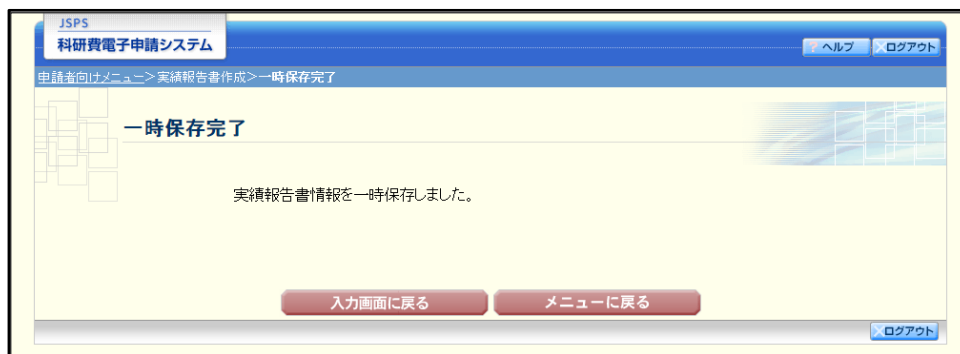 JSPS
科研費電子申請システム
ヘルプ ログアウト
申請者向けメニュー>実績報告書作成>一時保存完了
一時保存完了
実績報告書情報を一時保存しました。
入力画面に戻る メニューに戻る
ログアウト